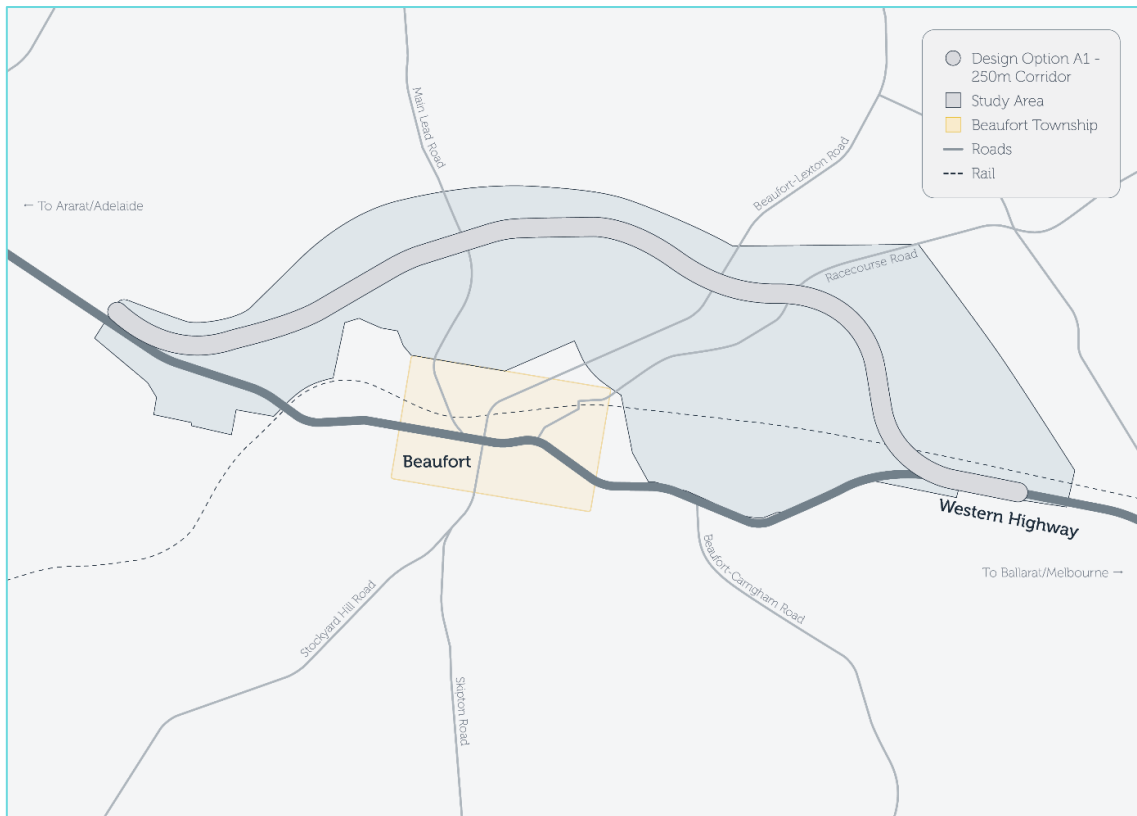 Design Option A1 -
250m Corridor
Study Area
Beaufort Township
Roads
Rail
Main Lead Road
Beaufort-Lexton Road
← To Ararat/Adelaide
Racecourse Road
Beaufort
Western Highway
To Ballarat/Melbourne →
Beaufort-Carngham Road
Stockyard Hill Road
Skipton Road